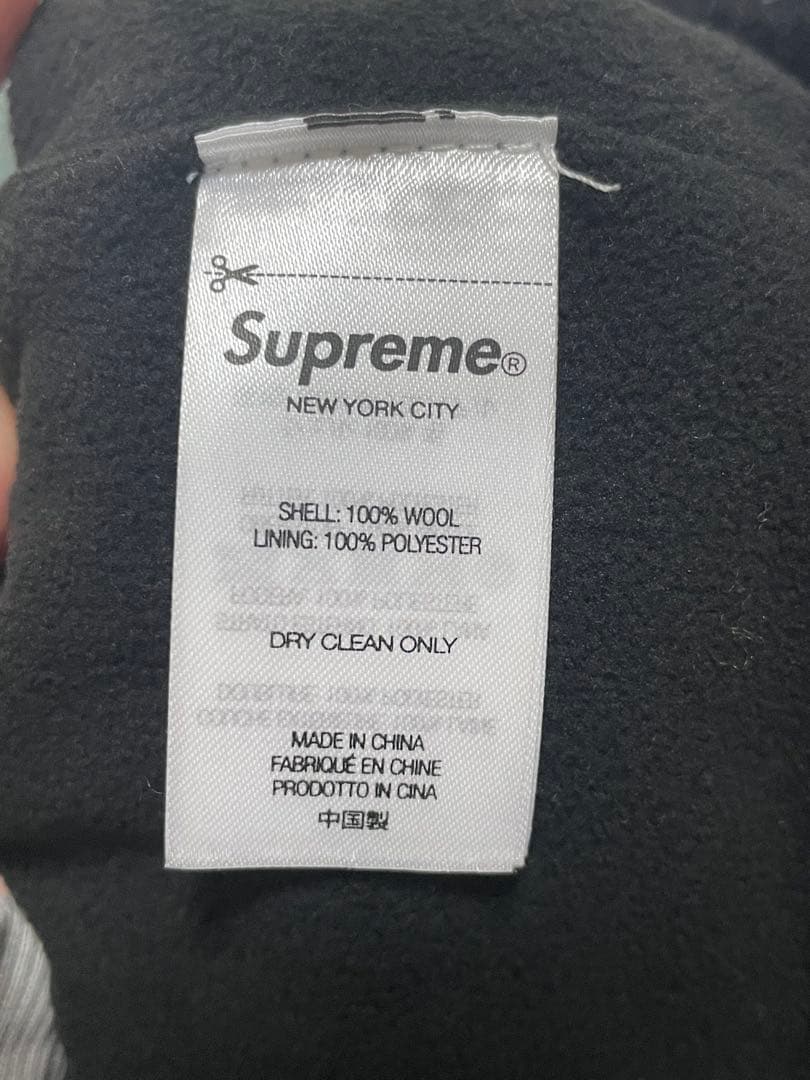 Supreme®
NEW YORK CITY
SHELL: 100% WOOL
LINING: 100% POLYESTER
DRY CLEAN ONLY
MADE IN CHINA
FABRIQUÉ EN CHINE
PRODOTTO IN CINA
中国製